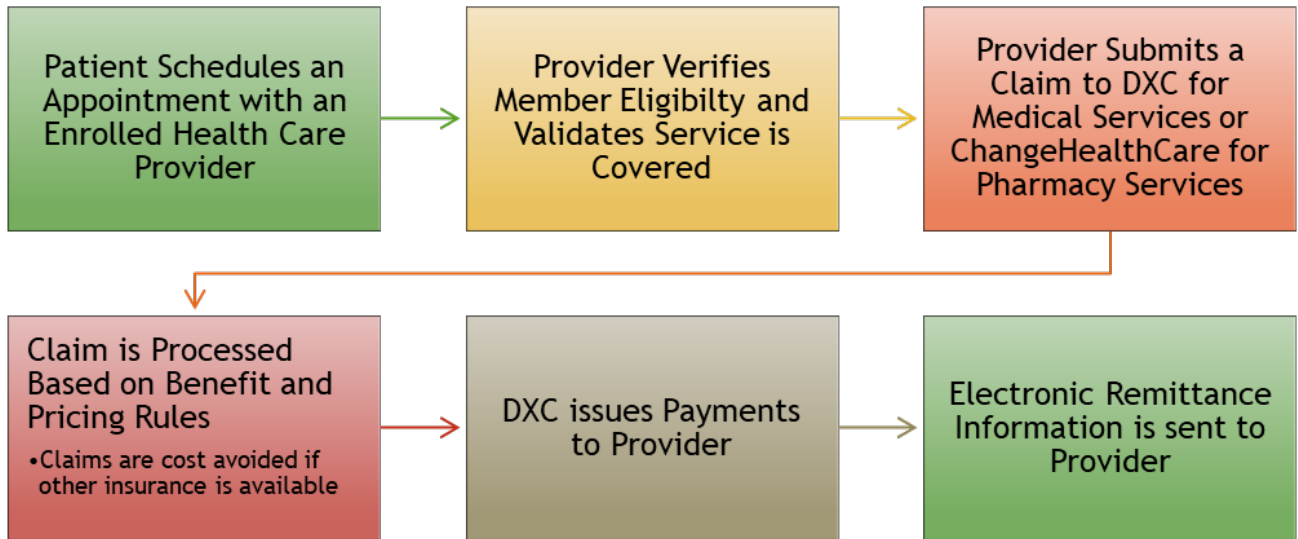 Patient Schedules an
Appointment with an
Enrolled Health Care
Provider
Provider Verifies
Member Eligibilty and
Validates Service is
Covered
Provider Submits a
Claim to DXC for
Medical Services or
ChangeHealthCare for
Pharmacy Services
Claim is Processed
Based on Benefit and
Pricing Rules
•Claims are cost avoided if
other insurance is available
DXC issues Payments
to Provider
Electronic Remittance
Information is sent to
Provider